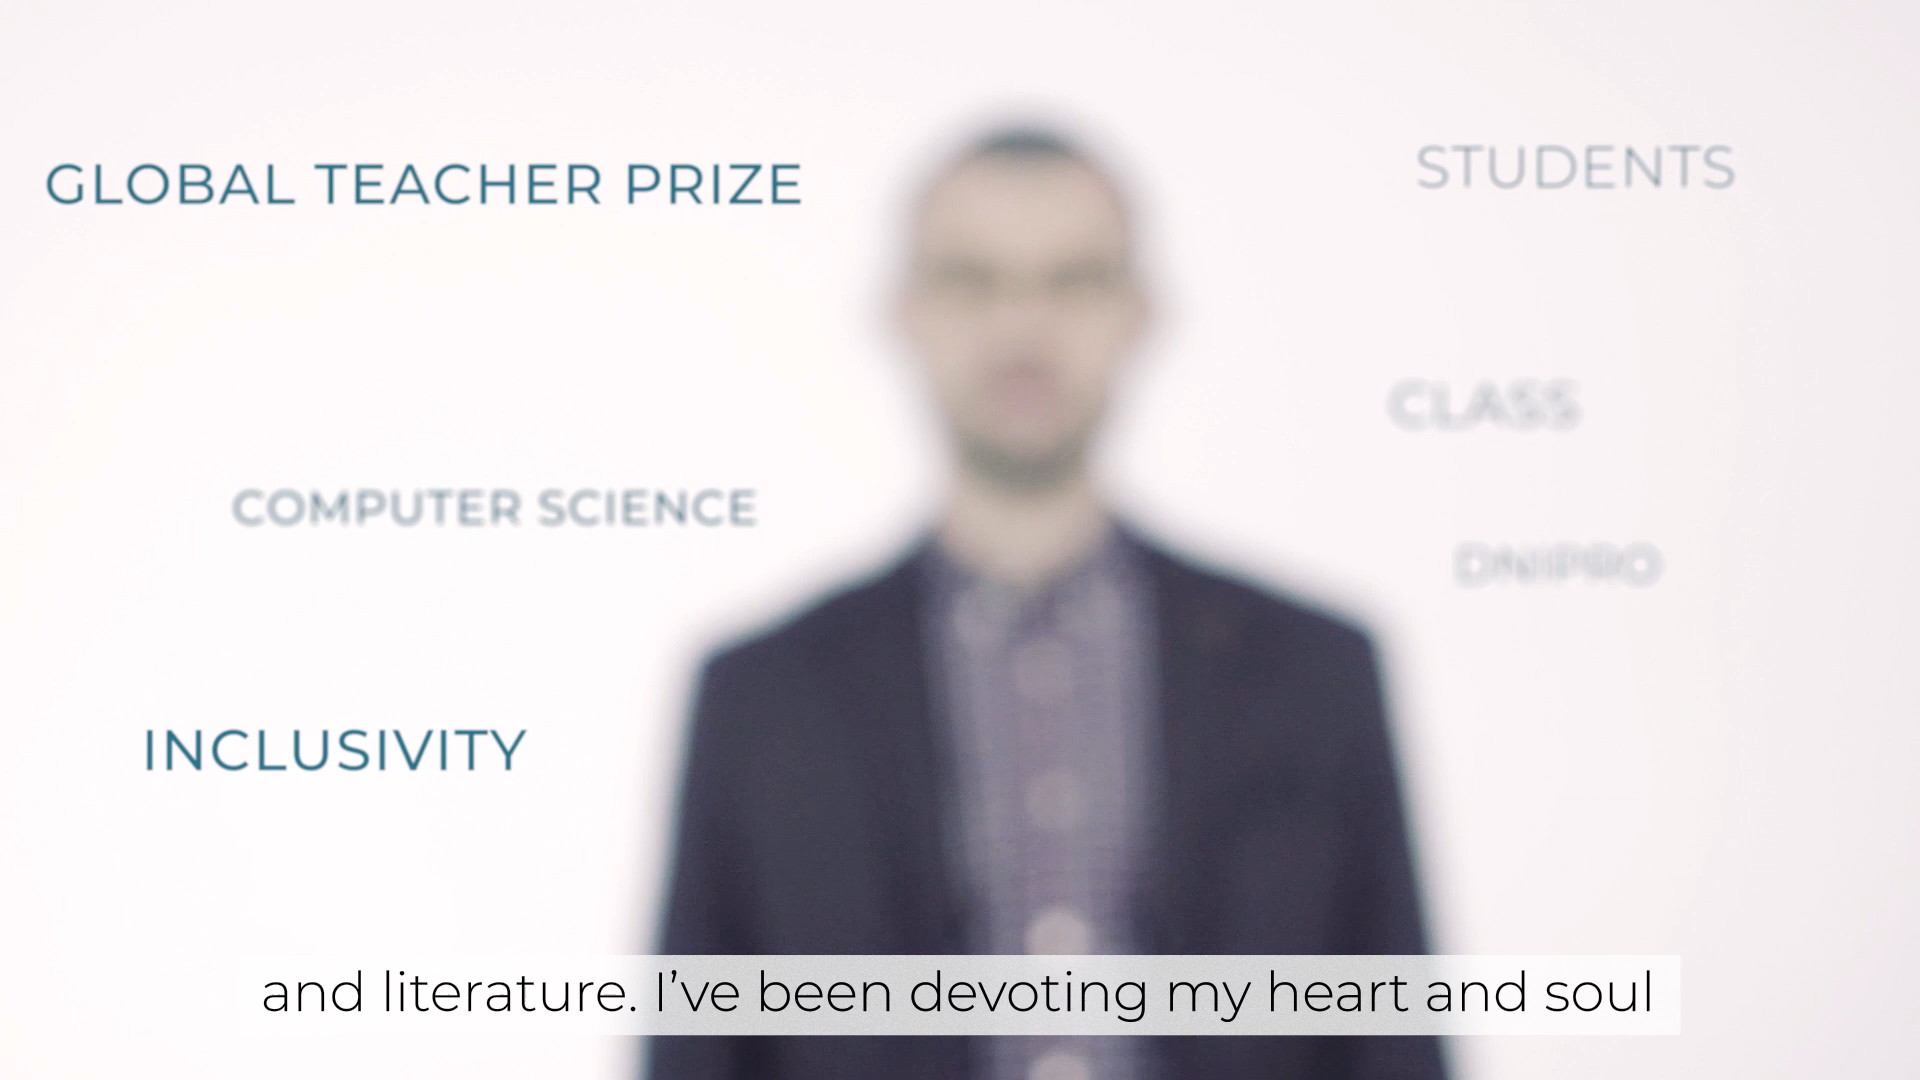 GLOBAL TEACHER PRIZE
STUDENTS
CLASS
COMPUTER SCIENCE
DNIPRO
INCLUSIVITY
and literature. I’ve been devoting my heart and soul